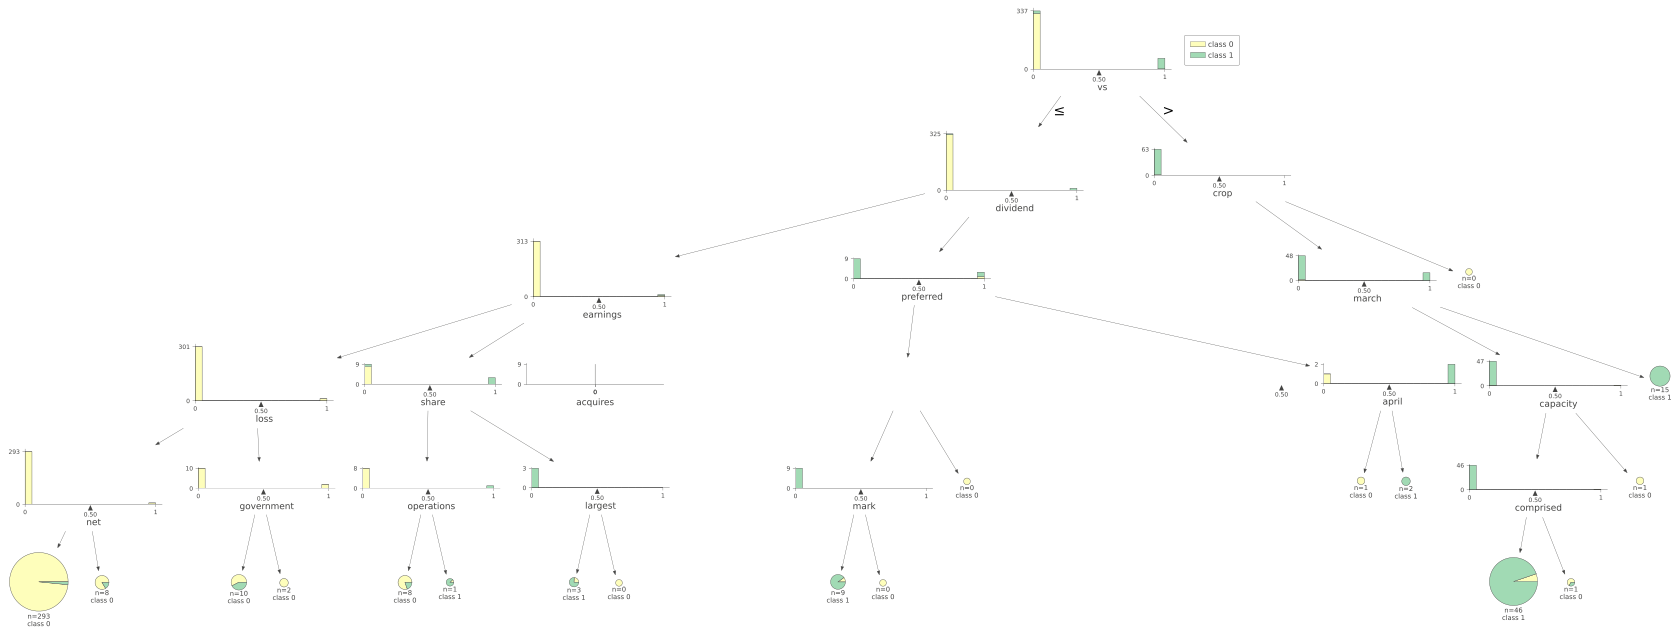 337
0
0
0.50
1
vs
class 0
class 1
≤
>
325
0
0
0.50
1
dividend
63
0
0
0.50
1
crop
313
0
0
0.50
1
earnings
9
0
0
0.50
1
preferred
48
0
0
0.50
1
march
n=0
class 0
301
0
0
0.50
1
loss
9
0
0
0.50
1
share
9
0
0
acquires
0.50
2
0
0
0.50
1
april
47
0
0
0.50
1
capacity
n=15
class 1
293
0
0
0.50
1
net
10
0
0
0.50
1
government
8
0
0
0.50
1
operations
3
0
0
0.50
1
largest
9
0
0
0.50
1
mark
n=0
class 0
n=1
class 0
n=2
class 1
46
0
0
0.50
1
comprised
n=1
class 0
n=293
class 0
n=8
class 0
n=10
class 0
n=2
class 0
n=8
class 0
n=1
class 1
n=3
class 1
n=0
class 0
n=9
class 1
n=0
class 0
n=46
class 1
n=1
class 0